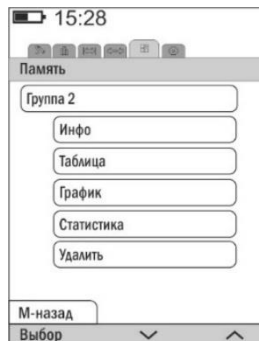 15:28
Память
Группа 2
Инфо
Таблица
График
Статистика
Удалить
М-назад
Выбор